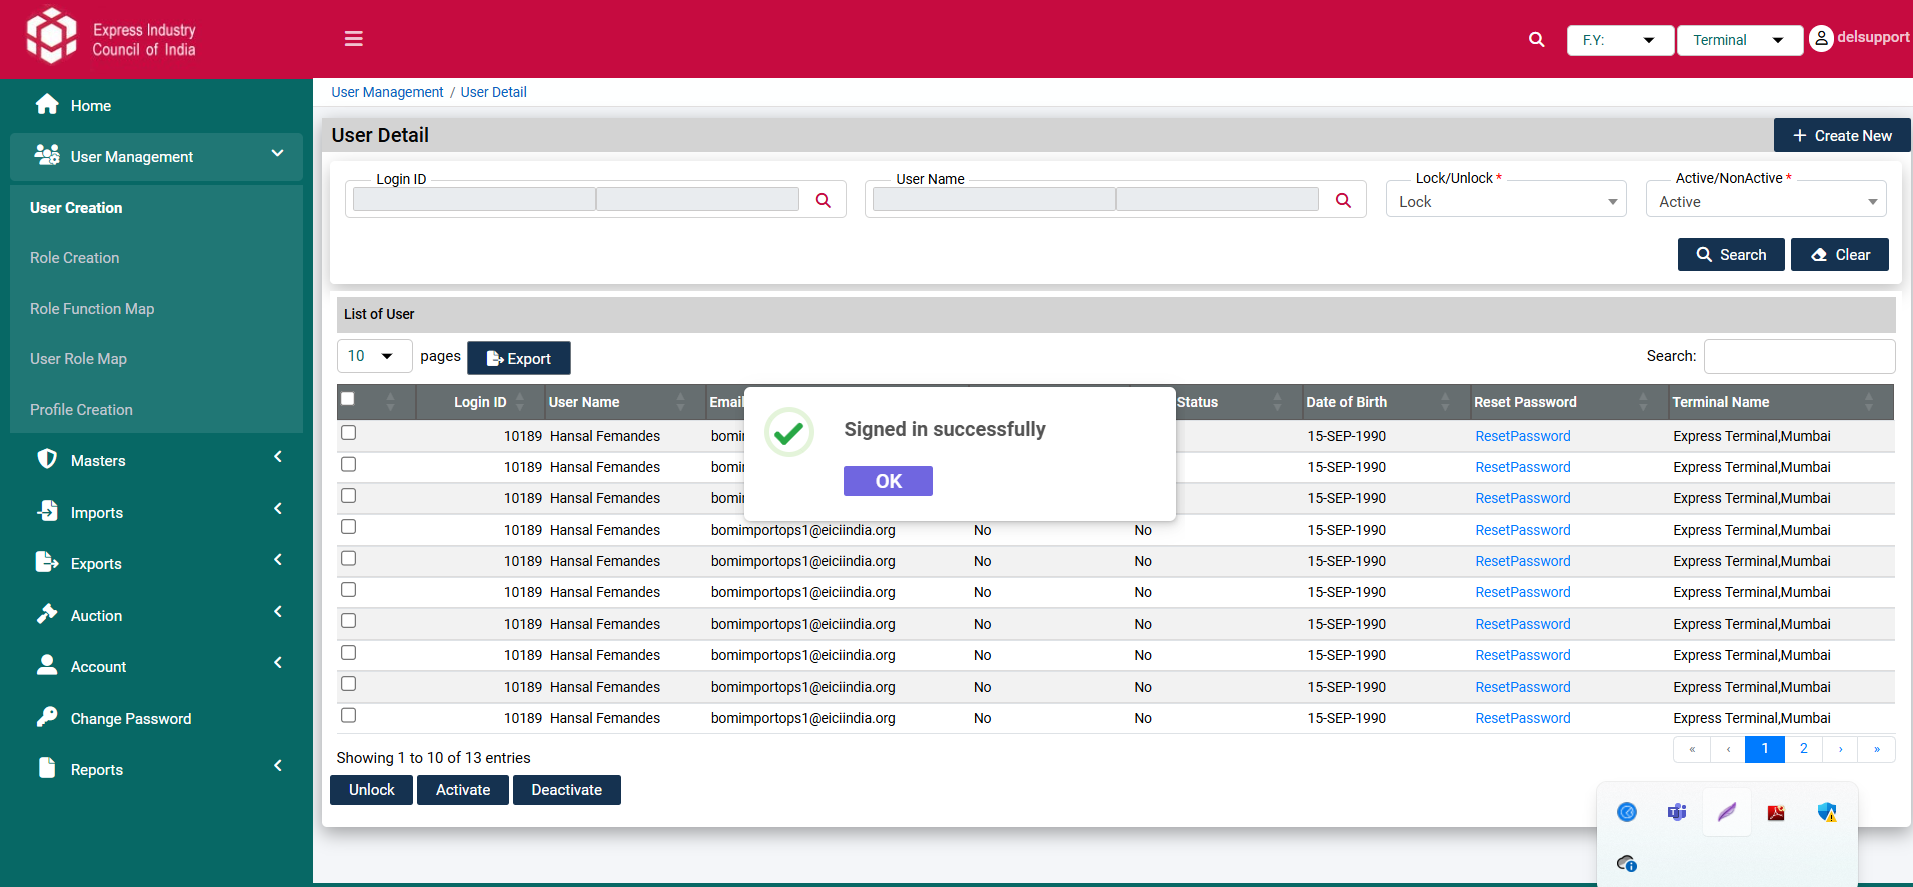 Express Industry
Council of India
F.Y:
Terminal
delsupport
Home
User Management
User Creation
Role Creation
Role Function Map
User Role Map
Profile Creation
Masters
Imports
Exports
Auction
Account
Change Password
Reports
User Management / User Detail
User Detail
+ Create New
Login ID
User Name
Lock/Unlock *
Lock
Active/NonActive *
Active
Search
Clear
List of User
10 pages Export
Search:
Login ID User Name Email Status Date of Birth Reset Password Terminal Name
10189 Hansal Femandes bomi 15-SEP-1990 ResetPassword Express Terminal,Mumbai
10189 Hansal Femandes bomi 15-SEP-1990 ResetPassword Express Terminal,Mumbai
10189 Hansal Femandes bomi 15-SEP-1990 ResetPassword Express Terminal,Mumbai
10189 Hansal Femandes bomimportops1@eiciindia.org No No 15-SEP-1990 ResetPassword Express Terminal,Mumbai
10189 Hansal Femandes bomimportops1@eiciindia.org No No 15-SEP-1990 ResetPassword Express Terminal,Mumbai
10189 Hansal Femandes bomimportops1@eiciindia.org No No 15-SEP-1990 ResetPassword Express Terminal,Mumbai
10189 Hansal Femandes bomimportops1@eiciindia.org No No 15-SEP-1990 ResetPassword Express Terminal,Mumbai
10189 Hansal Femandes bomimportops1@eiciindia.org No No 15-SEP-1990 ResetPassword Express Terminal,Mumbai
10189 Hansal Femandes bomimportops1@eiciindia.org No No 15-SEP-1990 ResetPassword Express Terminal,Mumbai
10189 Hansal Femandes bomimportops1@eiciindia.org No No 15-SEP-1990 ResetPassword Express Terminal,Mumbai
Signed in successfully
OK
Showing 1 to 10 of 13 entries
« ‹ 1 2 › »
Unlock Activate Deactivate